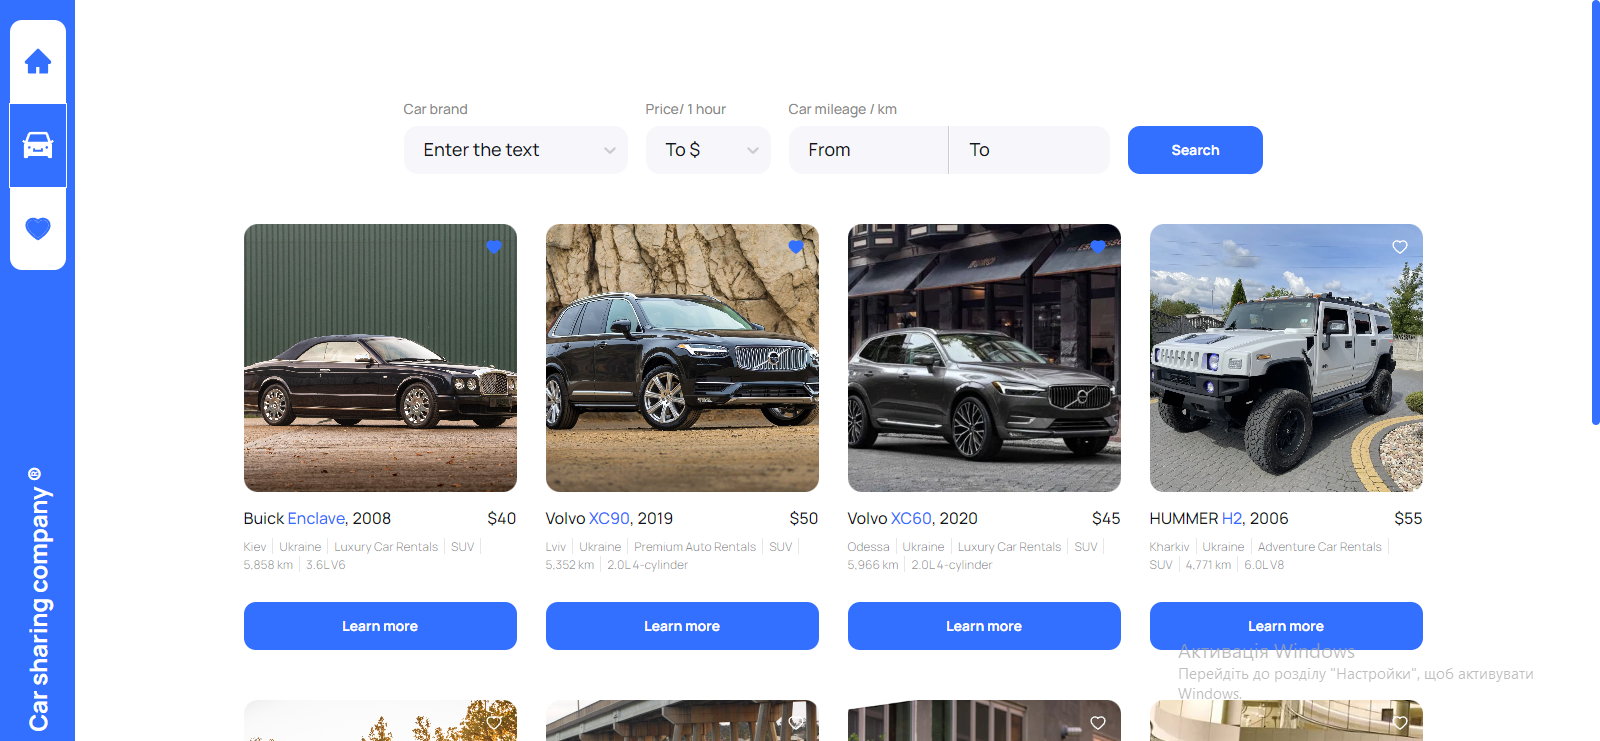 Car brand
Price/ 1 hour
Car mileage / km
Enter the text
To $
From
To
Search
Buick Enclave, 2008
$40
Kiev | Ukraine | Luxury Car Rentals | SUV |
5,858 km | 3.6L V6
Learn more
Volvo XC90, 2019
$50
Lviv | Ukraine | Premium Auto Rentals | SUV |
5,352 km | 2.0L 4-cylinder
Learn more
Volvo XC60, 2020
$45
Odessa | Ukraine | Luxury Car Rentals | SUV |
5,966 km | 2.0L 4-cylinder
Learn more
HUMMER H2, 2006
$55
Kharkiv | Ukraine | Adventure Car Rentals |
SUV | 4,771 km | 6.0L V8
Learn more
Car sharing company ®
Активація Windows
Перейдіть до розділу "Настройки", щоб активувати
Windows.